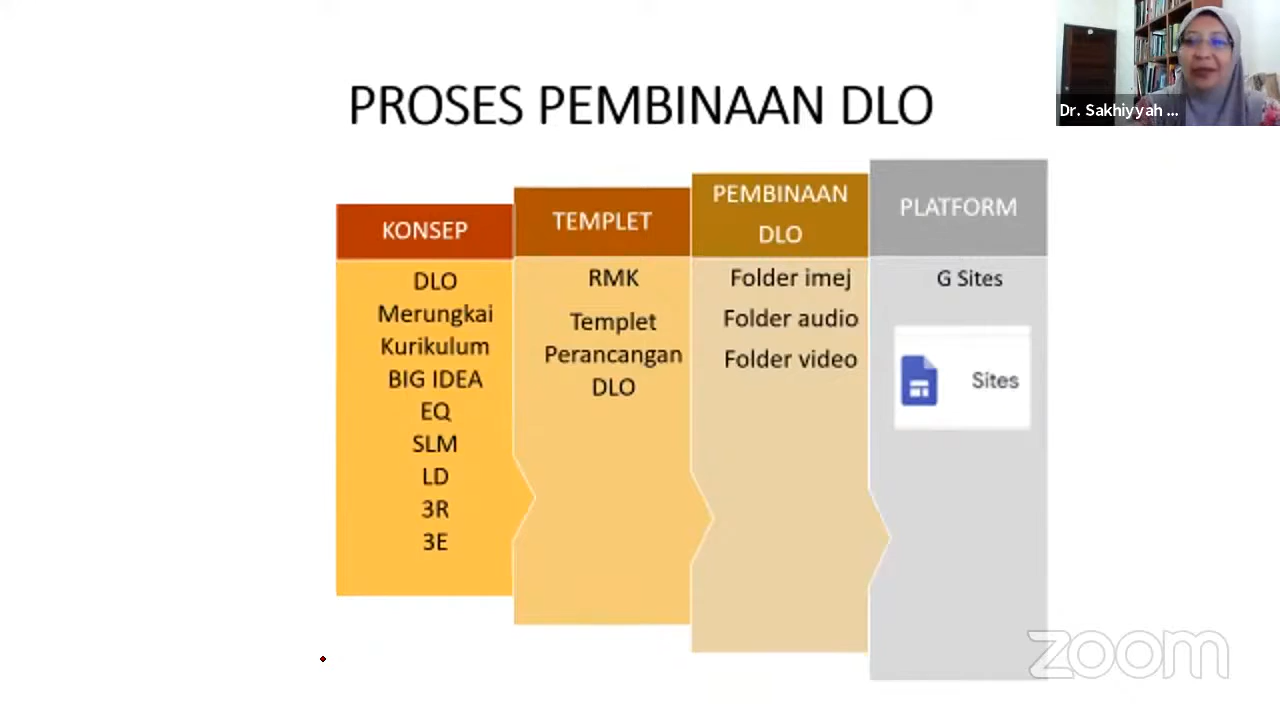 Dr. Sakhiyyah ...
PROSES PEMBINAAN DLO
KONSEP
DLO
Merungkai
Kurikulum
BIG IDEA
EQ
SLM
LD
3R
3E
TEMPLET
RMK
Templet
Perancangan
DLO
PEMBINAAN
DLO
Folder imej
Folder audio
Folder video
PLATFORM
G Sites
Sites
zoom